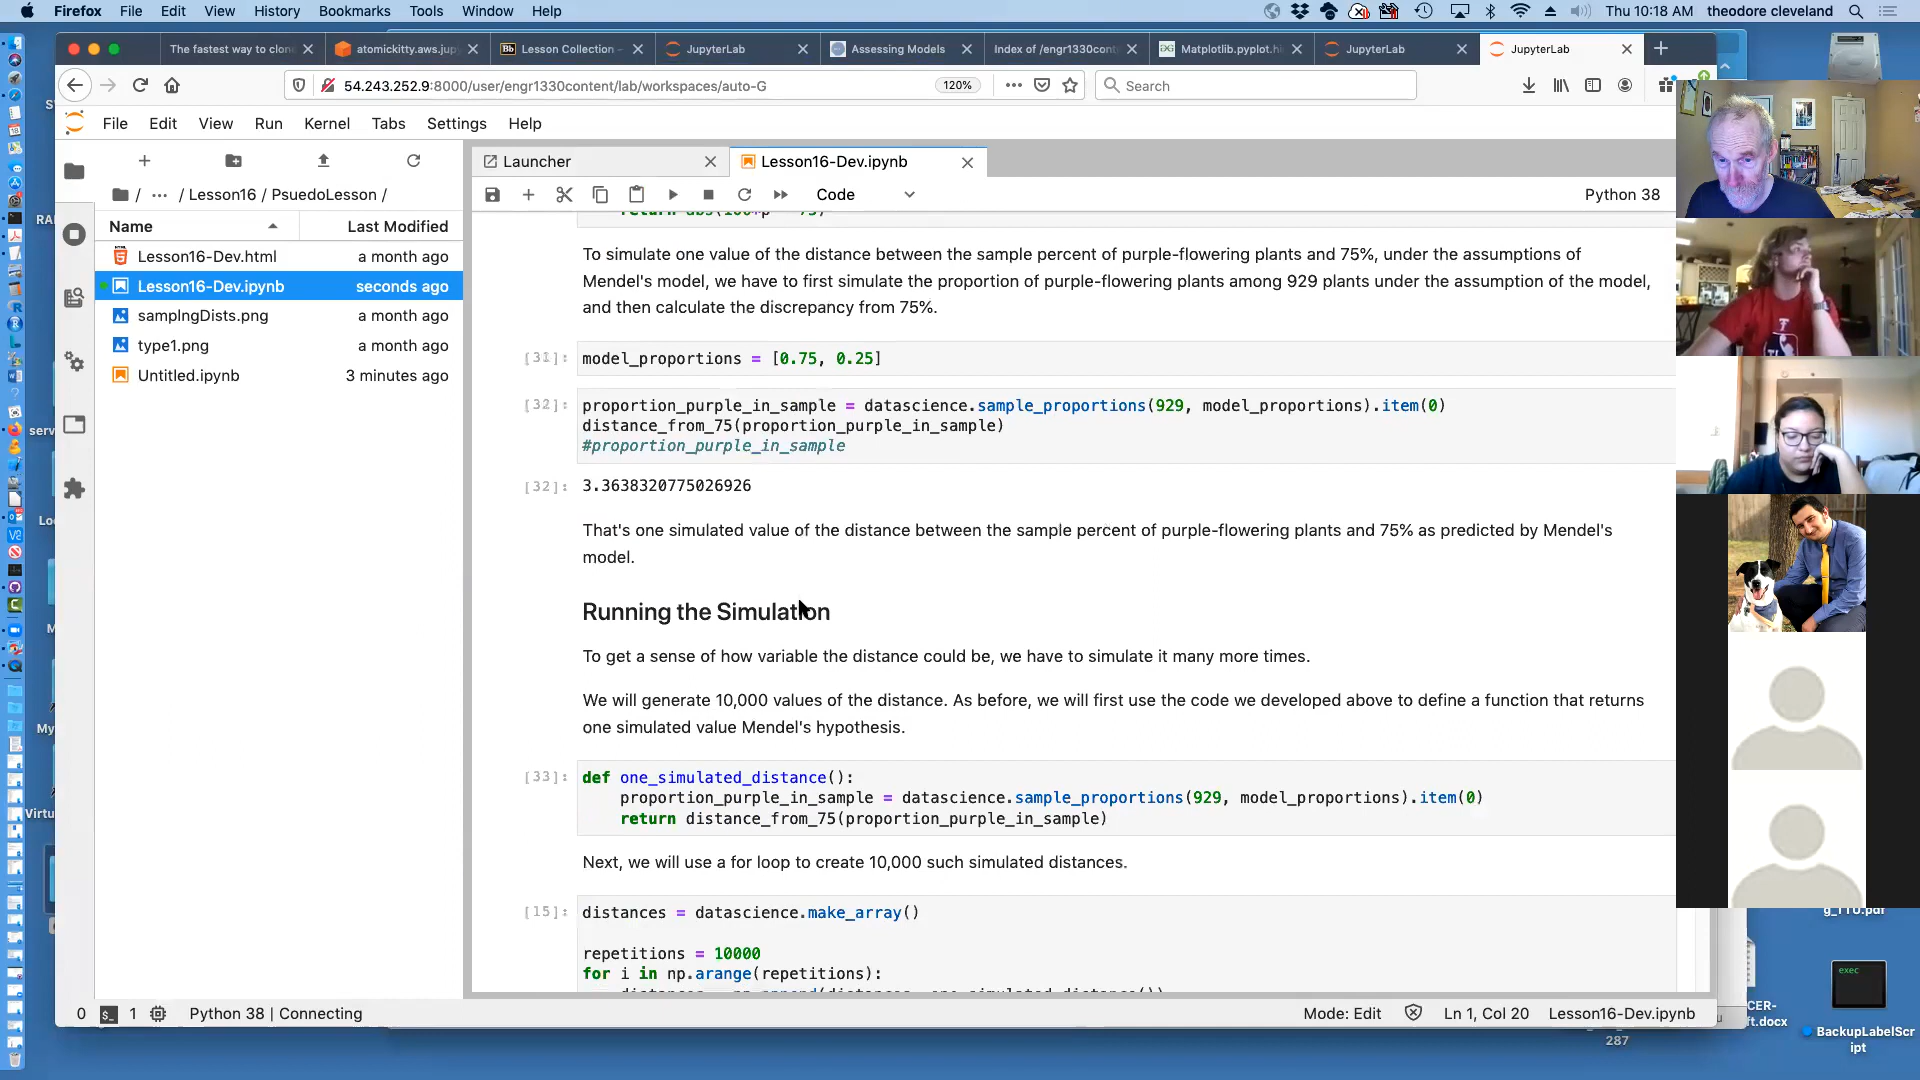 Firefox File Edit View History Bookmarks Tools Window Help Thu 10:18 AM theodore cleveland
The fastest way to clon atomickitty.aws.jup Lesson Collection – JupyterLab Assessing Models Index of /engr1330cont Matplotlib.pyplot.hi JupyterLab JupyterLab
54.243.252.9:8000/user/engr1330content/lab/workspaces/auto-G 120% Search
File Edit View Run Kernel Tabs Settings Help
Launcher Lesson16-Dev.ipynb
/ ··· / Lesson16 / PsuedoLesson / Code Python 38
Name Last Modified
Lesson16-Dev.html a month ago
Lesson16-Dev.ipynb seconds ago
samplngDists.png a month ago
type1.png a month ago
Untitled.ipynb 3 minutes ago
To simulate one value of the distance between the sample percent of purple-flowering plants and 75%, under the assumptions of
Mendel's model, we have to first simulate the proportion of purple-flowering plants among 929 plants under the assumption of the model,
and then calculate the discrepancy from 75%.
[31]: model_proportions = [0.75, 0.25]
[32]: proportion_purple_in_sample = datascience.sample_proportions(929, model_proportions).item(0)
distance_from_75(proportion_purple_in_sample)
#proportion_purple_in_sample
[32]: 3.3638320775026926
That's one simulated value of the distance between the sample percent of purple-flowering plants and 75% as predicted by Mendel's
model.
Running the Simulation
To get a sense of how variable the distance could be, we have to simulate it many more times.
We will generate 10,000 values of the distance. As before, we will first use the code we developed above to define a function that returns
one simulated value Mendel's hypothesis.
[33]: def one_simulated_distance():
proportion_purple_in_sample = datascience.sample_proportions(929, model_proportions).item(0)
return distance_from_75(proportion_purple_in_sample)
Next, we will use a for loop to create 10,000 such simulated distances.
[15]: distances = datascience.make_array()
repetitions = 10000
for i in np.arange(repetitions):
0 1 Python 38 | Connecting Mode: Edit Ln 1, Col 20 Lesson16-Dev.ipynb
g_TTU.pdf
exec
CER-
ft.docx
BackupLabelScr
ipt
287
serv
My
Virtu